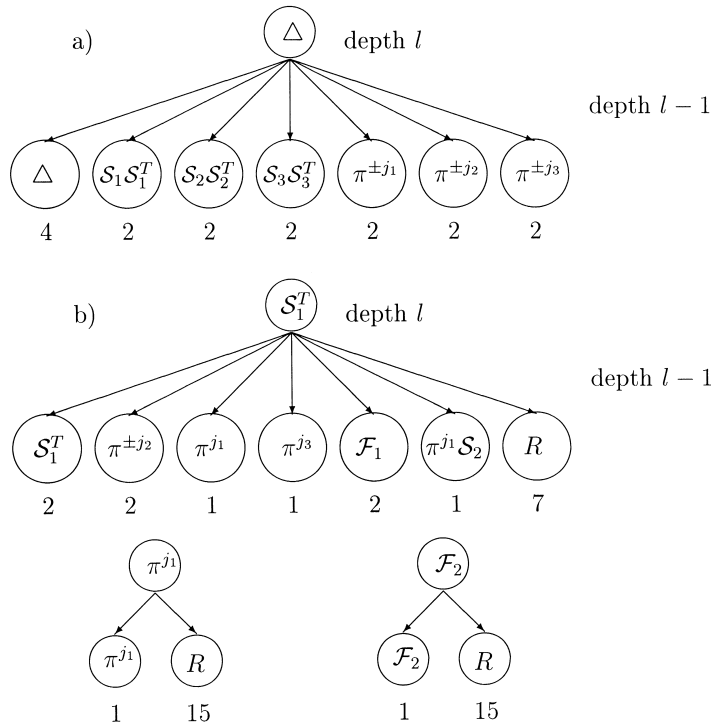 a) △ depth l
depth l − 1
△ 𝒮₁𝒮₁ᵀ 𝒮₂𝒮₂ᵀ 𝒮₃𝒮₃ᵀ π^{±j₁} π^{±j₂} π^{±j₃}
4 2 2 2 2 2 2
b) 𝒮₁ᵀ depth l
depth l − 1
𝒮₁ᵀ π^{±j₂} π^{j₁} π^{j₃} ℱ₁ π^{j₁}𝒮₂ R
2 2 1 1 2 1 7
π^{j₁} ℱ₂
π^{j₁} R ℱ₂ R
1 15 1 15